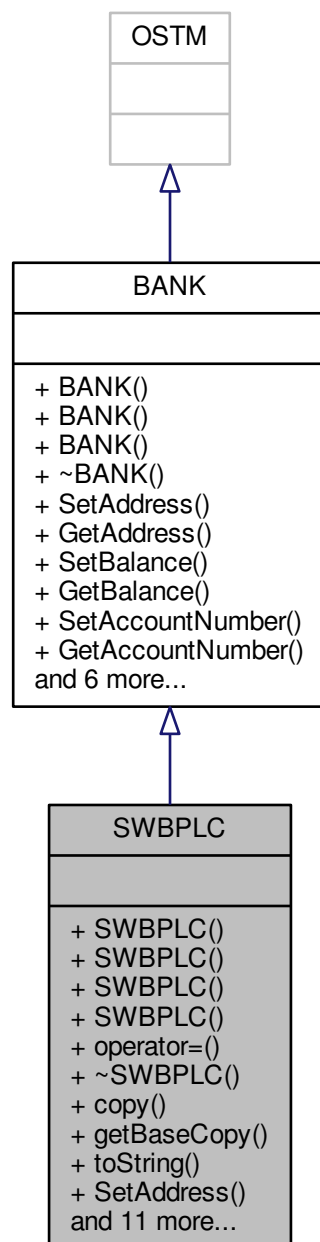 OSTM
BANK
+ BANK()
+ BANK()
+ BANK()
+ ~BANK()
+ SetAddress()
+ GetAddress()
+ SetBalance()
+ GetBalance()
+ SetAccountNumber()
+ GetAccountNumber()
and 6 more...
SWBPLC
+ SWBPLC()
+ SWBPLC()
+ SWBPLC()
+ SWBPLC()
+ operator=()
+ ~SWBPLC()
+ copy()
+ getBaseCopy()
+ toString()
+ SetAddress()
and 11 more...